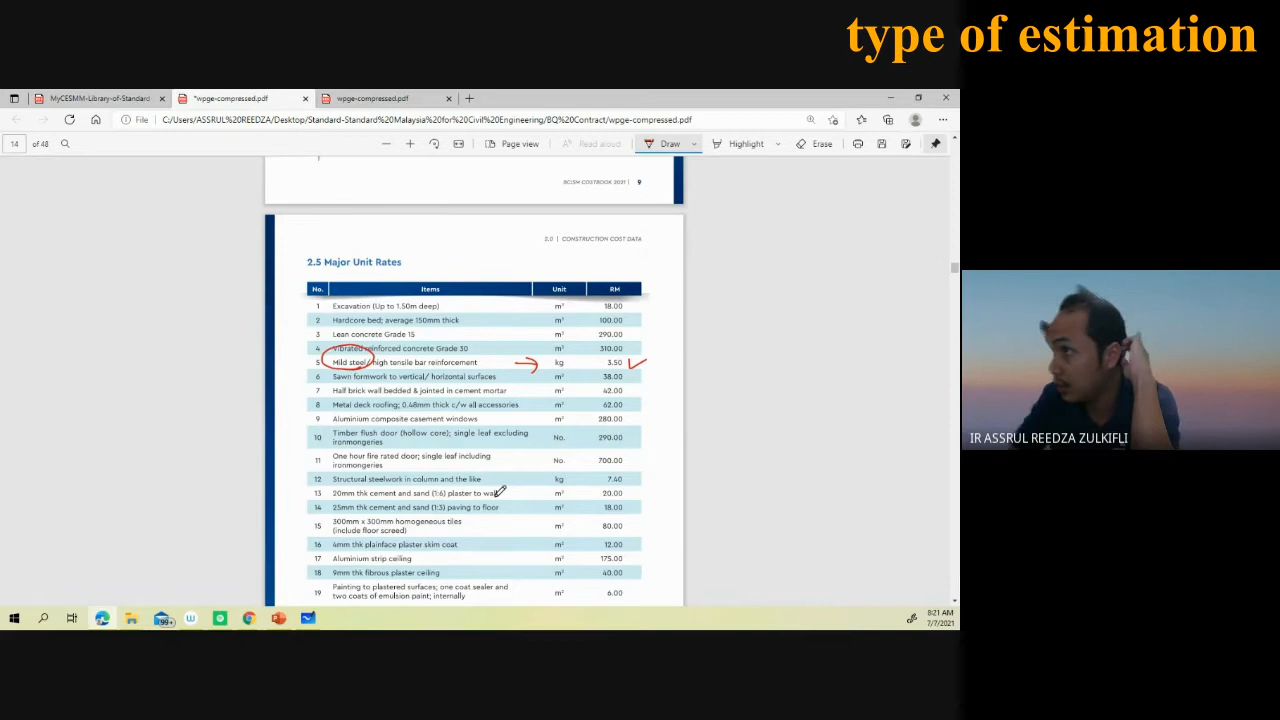 type of estimation
MyCESMM-Library-of-Standard
*wpge-compressed.pdf
wpge-compressed.pdf
File
C:/Users/ASSRUL%20REEDZA/Desktop/Standard-Standard%20Malaysia%20for%20Civil%20Engineering/BQ%20Contract/wpge-compressed.pdf
14 of 48
Page view
Read aloud
Draw
Highlight
Erase
BCISM COSTBOOK 2021 | 9
2.0 | CONSTRUCTION COST DATA
2.5 Major Unit Rates
No. Items Unit RM
1 Excavation (Up to 1.50m deep) m³ 18.00
2 Hardcore bed; average 150mm thick m³ 100.00
3 Lean concrete Grade 15 m³ 290.00
4 Vibrated reinforced concrete Grade 30 m³ 310.00
5 Mild steel/ high tensile bar reinforcement kg 3.50
6 Sawn formwork to vertical/ horizontal surfaces m² 38.00
7 Half brick wall bedded & jointed in cement mortar m² 42.00
8 Metal deck roofing; 0.48mm thick c/w all accessories m² 62.00
9 Aluminium composite casement windows m² 280.00
10 Timber flush door (hollow core); single leaf excluding
ironmongeries No. 290.00
11 One hour fire rated door; single leaf including
ironmongeries No. 700.00
12 Structural steelwork in column and the like kg 7.40
13 20mm thk cement and sand (1:6) plaster to wall m² 20.00
14 25mm thk cement and sand (1:3) paving to floor m² 18.00
15 300mm x 300mm homogeneous tiles
(include floor screed) m² 80.00
16 4mm thk plainface plaster skim coat m² 12.00
17 Aluminium strip ceiling m² 175.00
18 9mm thk fibrous plaster ceiling m² 40.00
19 Painting to plastered surfaces; one coat sealer and
two coats of emulsion paint; internally m² 6.00
IR ASSRUL REEDZA ZULKIFLI
99+
8:21 AM
7/7/2021